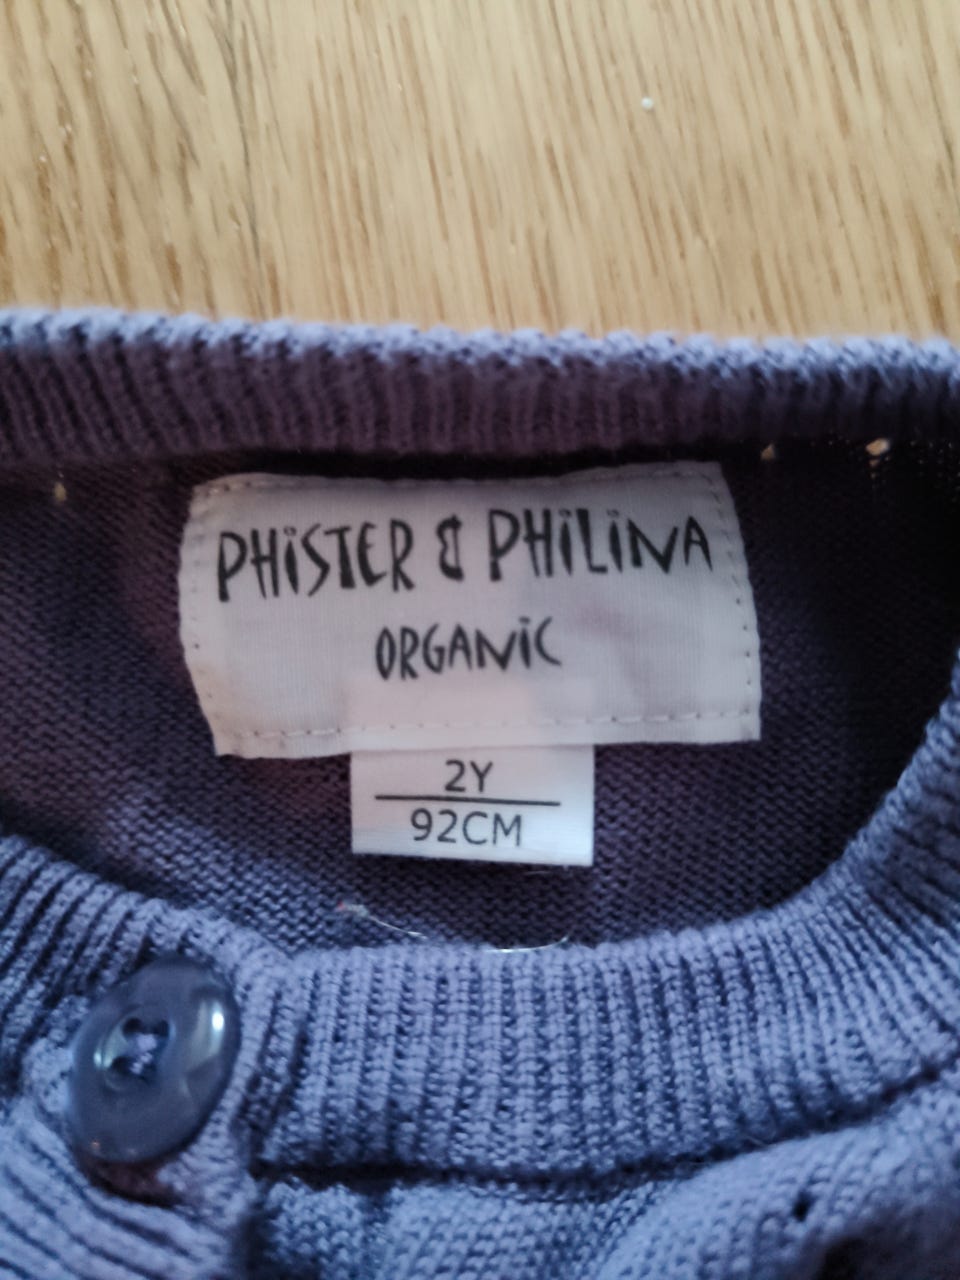 PHiSTER & PHiLiNA
ORGANiC
2Y
92CM